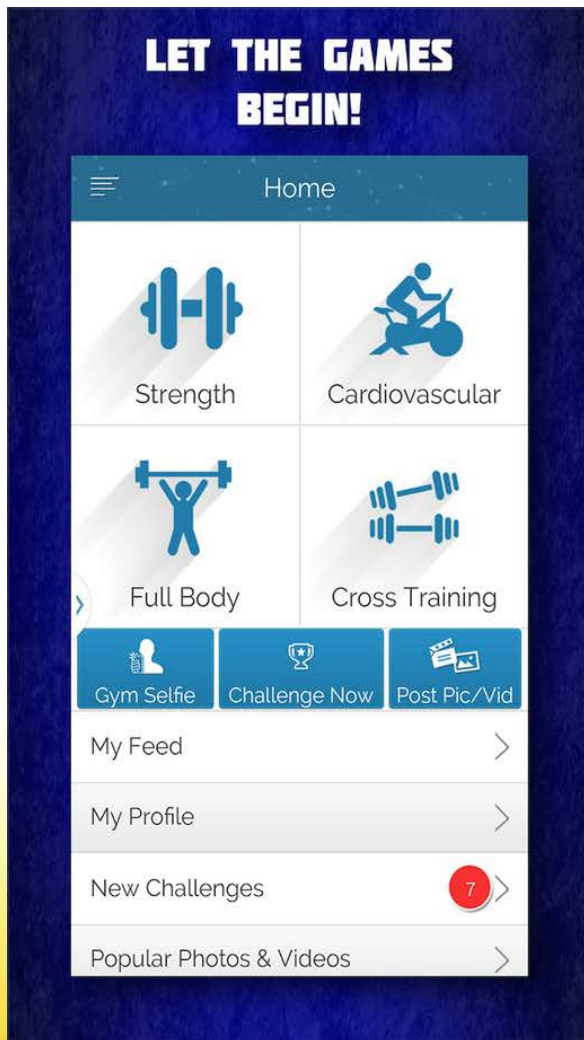 LET THE GAMES
BEGIN!
Home
Strength
Cardiovascular
Full Body
Cross Training
Gym Selfie
Challenge Now
Post Pic/Vid
My Feed
My Profile
New Challenges
7
Popular Photos & Videos